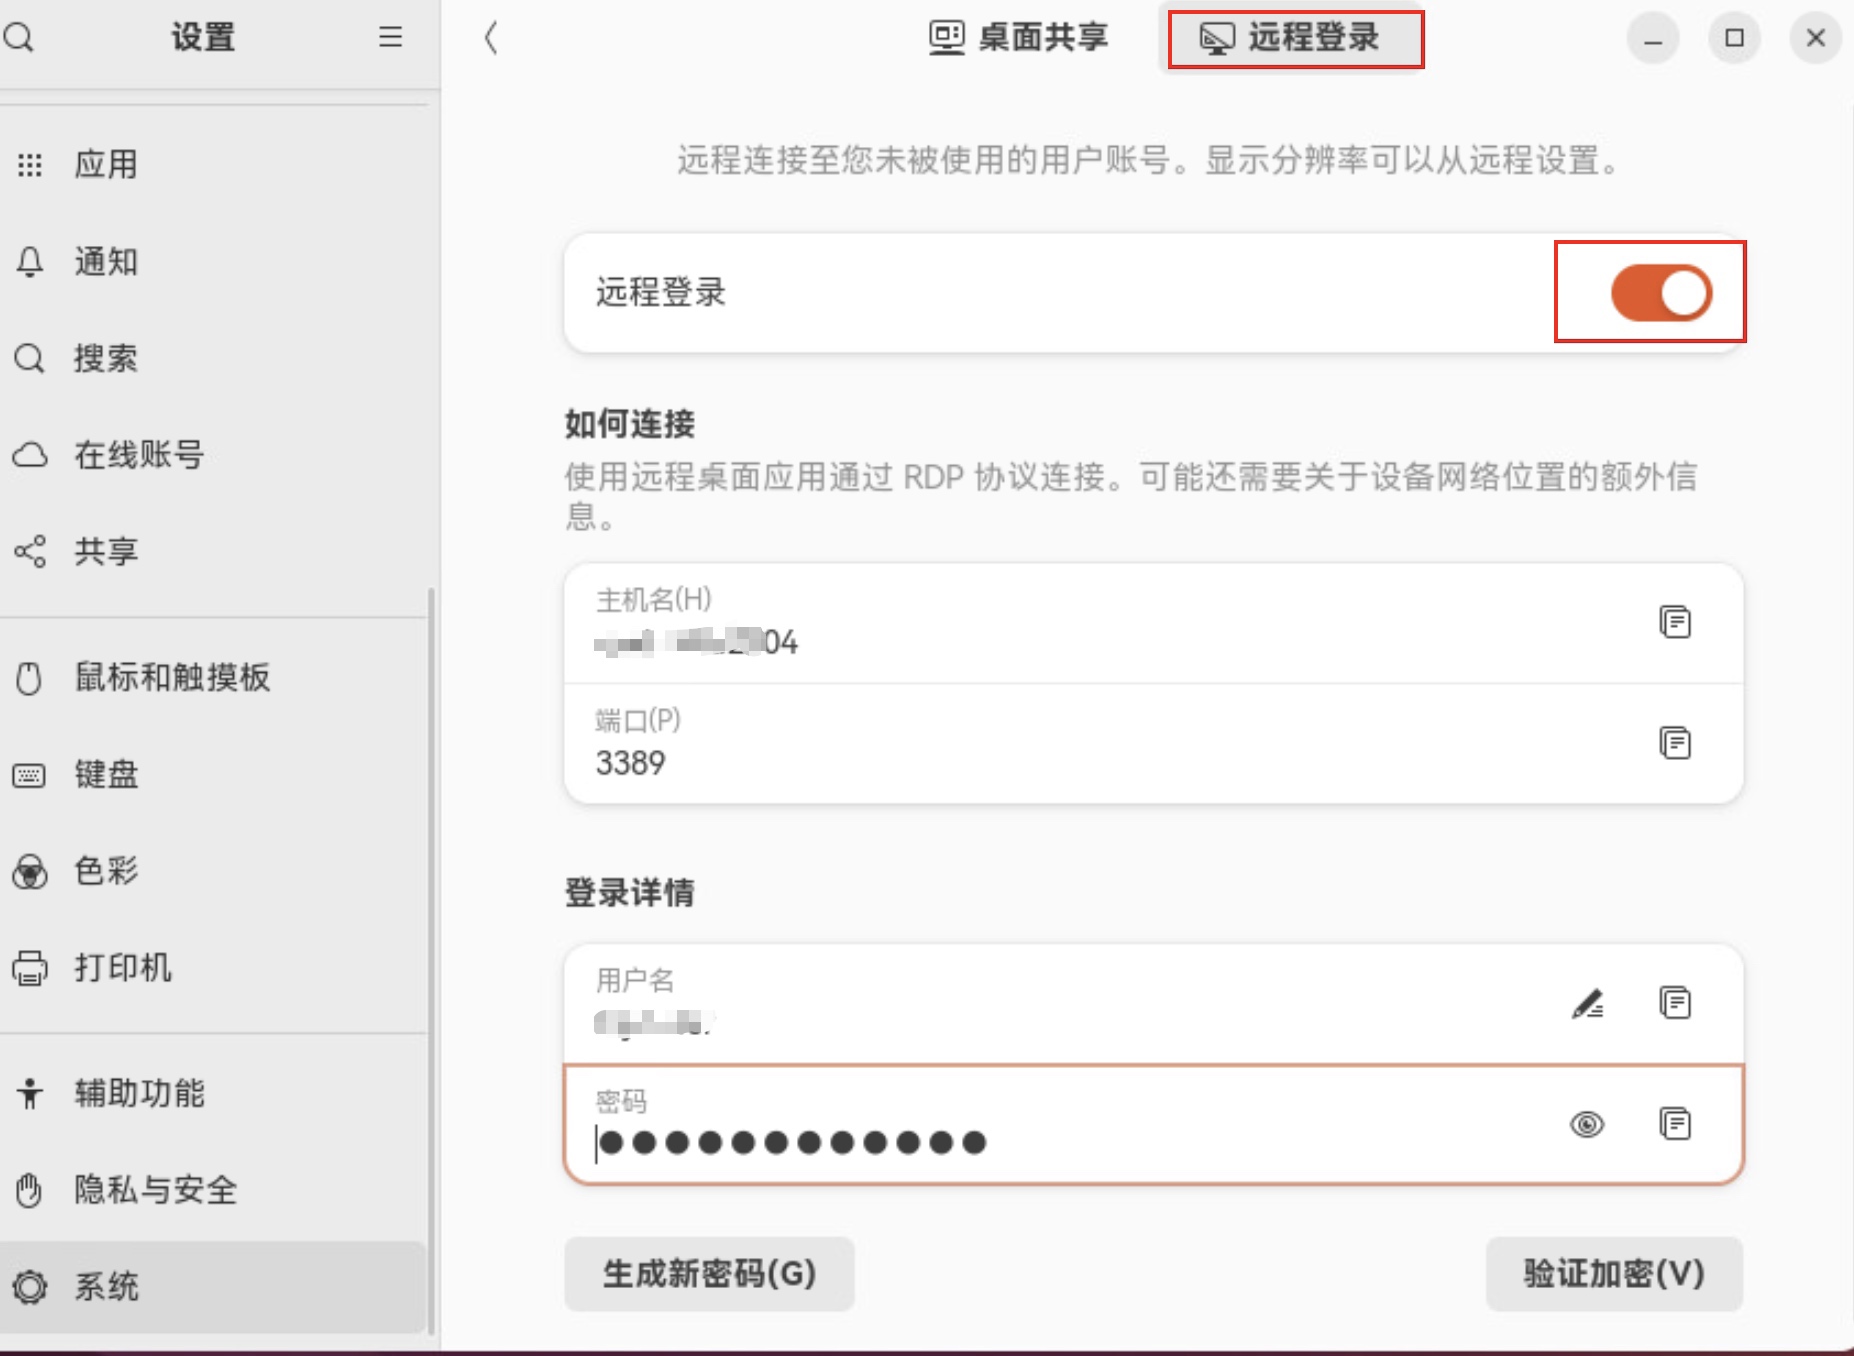 设置
桌面共享
远程登录
应用
通知
搜索
在线账号
共享
鼠标和触摸板
键盘
色彩
打印机
辅助功能
隐私与安全
系统
远程连接至您未被使用的用户账号。显示分辨率可以从远程设置。
远程登录
如何连接
使用远程桌面应用通过 RDP 协议连接。可能还需要关于设备网络位置的额外信
息。
主机名(H)
04
端口(P)
3389
登录详情
用户名
密码
生成新密码(G)
验证加密(V)